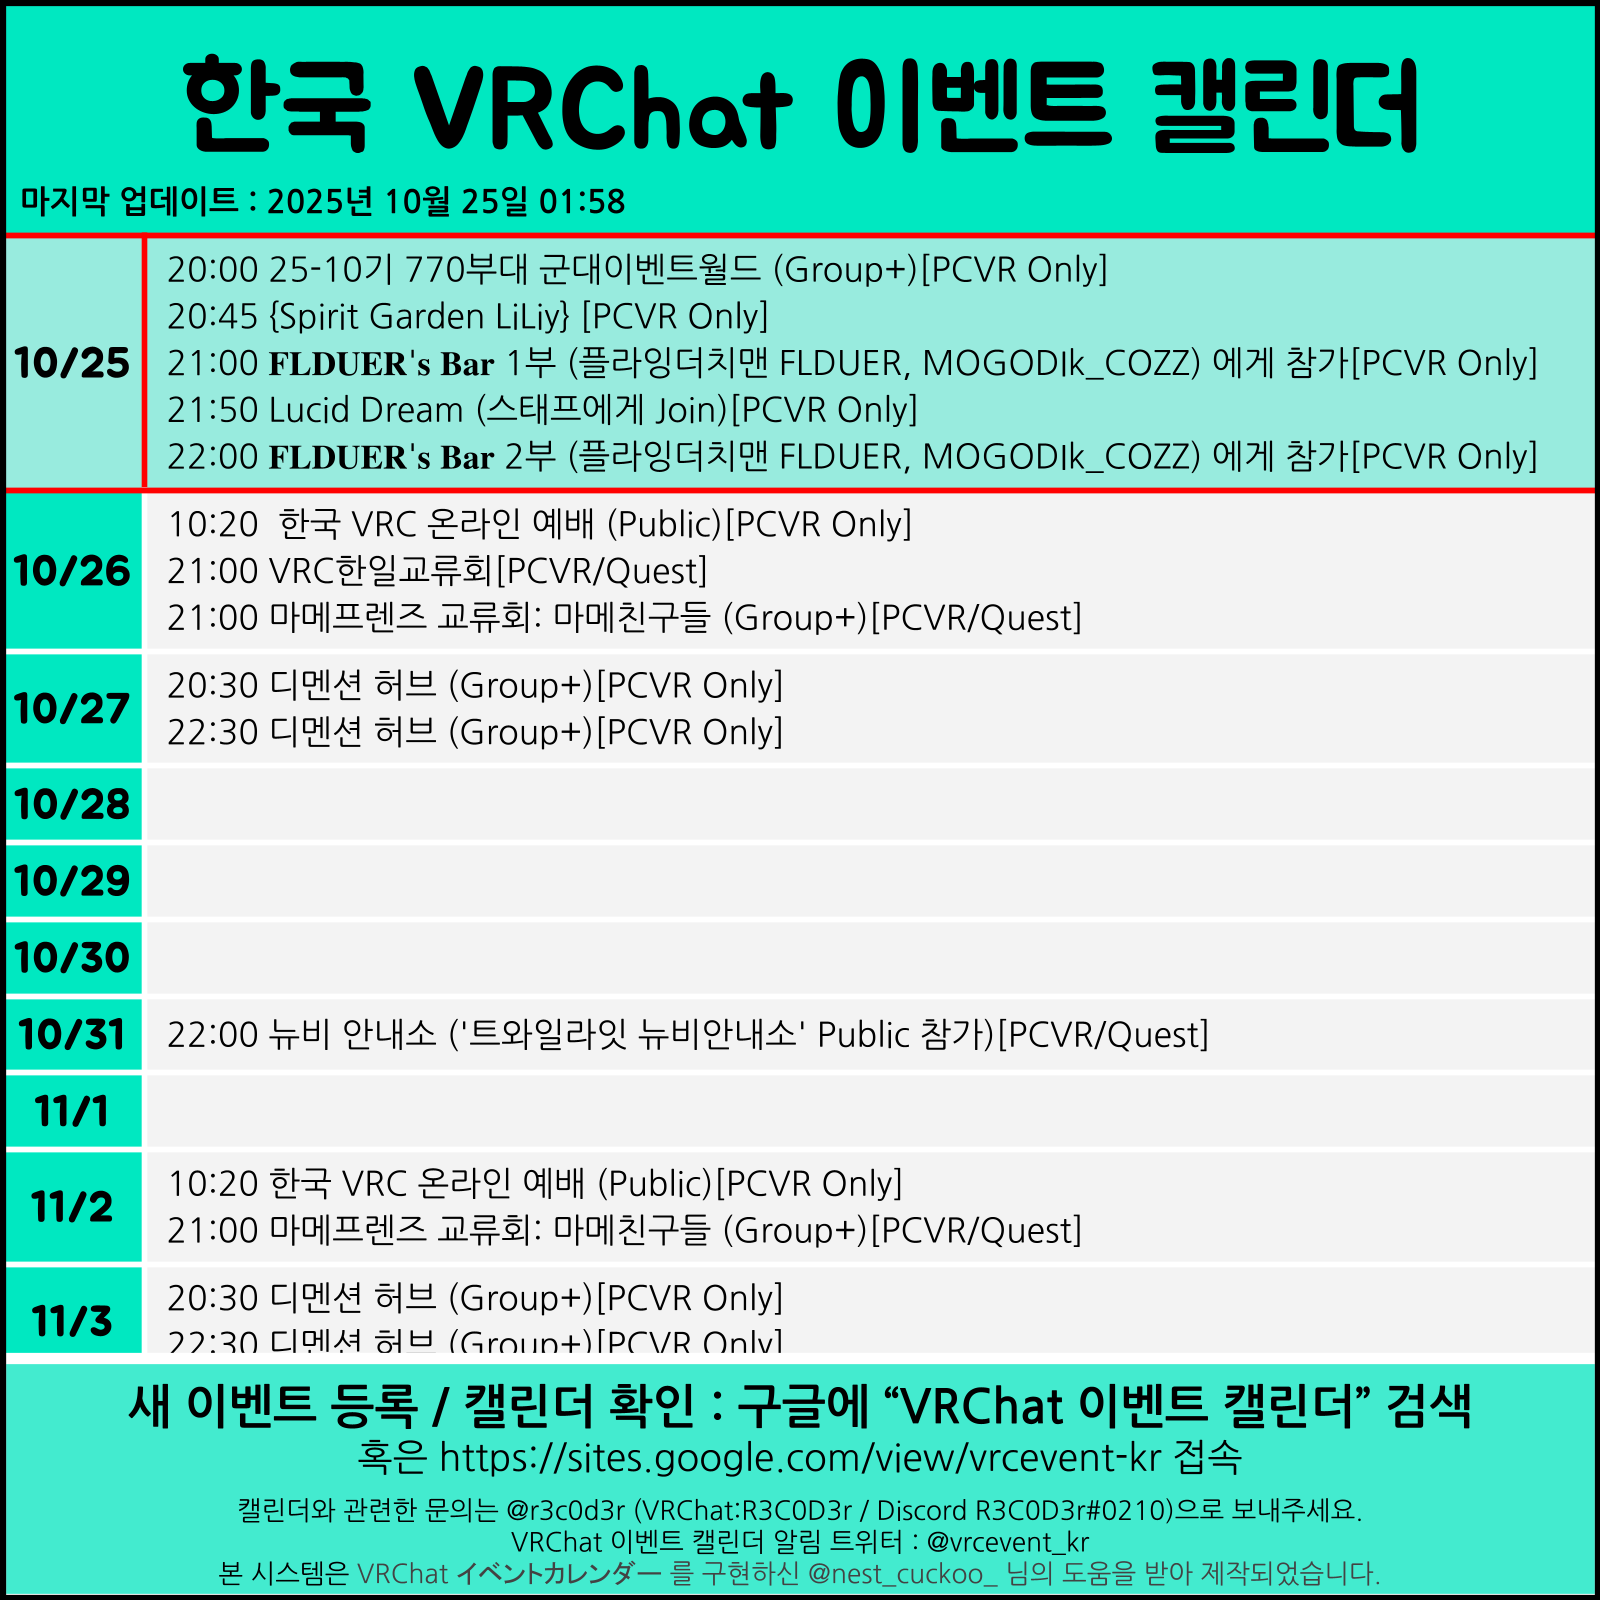 한국 VRChat 이벤트 캘린더
마지막 업데이트 : 2025년 10월 25일 01:58
10/25
20:00 25-10기 770부대 군대이벤트월드 (Group+)[PCVR Only]
20:45 {Spirit Garden LiLiy} [PCVR Only]
21:00 𝐅𝐋𝐃𝐔𝐄𝐑'𝐬 𝐁𝐚𝐫 1부 (플라잉더치맨 FLDUER, MOGODIk_COZZ) 에게 참가[PCVR Only]
21:50 Lucid Dream (스태프에게 Join)[PCVR Only]
22:00 𝐅𝐋𝐃𝐔𝐄𝐑'𝐬 𝐁𝐚𝐫 2부 (플라잉더치맨 FLDUER, MOGODIk_COZZ) 에게 참가[PCVR Only]
10/26
10:20  한국 VRC 온라인 예배 (Public)[PCVR Only]
21:00 VRC한일교류회[PCVR/Quest]
21:00 마메프렌즈 교류회: 마메친구들 (Group+)[PCVR/Quest]
10/27
20:30 디멘션 허브 (Group+)[PCVR Only]
22:30 디멘션 허브 (Group+)[PCVR Only]
10/28
10/29
10/30
10/31
22:00 뉴비 안내소 ('트와일라잇 뉴비안내소' Public 참가)[PCVR/Quest]
11/1
11/2
10:20 한국 VRC 온라인 예배 (Public)[PCVR Only]
21:00 마메프렌즈 교류회: 마메친구들 (Group+)[PCVR/Quest]
11/3
20:30 디멘션 허브 (Group+)[PCVR Only]
22:30 디멘션 허브 (Group+)[PCVR Only]
새 이벤트 등록 / 캘린더 확인 : 구글에 “VRChat 이벤트 캘린더” 검색
혹은 https://sites.google.com/view/vrcevent-kr 접속
캘린더와 관련한 문의는 @r3c0d3r (VRChat:R3C0D3r / Discord R3C0D3r#0210)으로 보내주세요.
VRChat 이벤트 캘린더 알림 트위터 : @vrcevent_kr
본 시스템은 VRChat イベントカレンダー 를 구현하신 @nest_cuckoo_ 님의 도움을 받아 제작되었습니다.